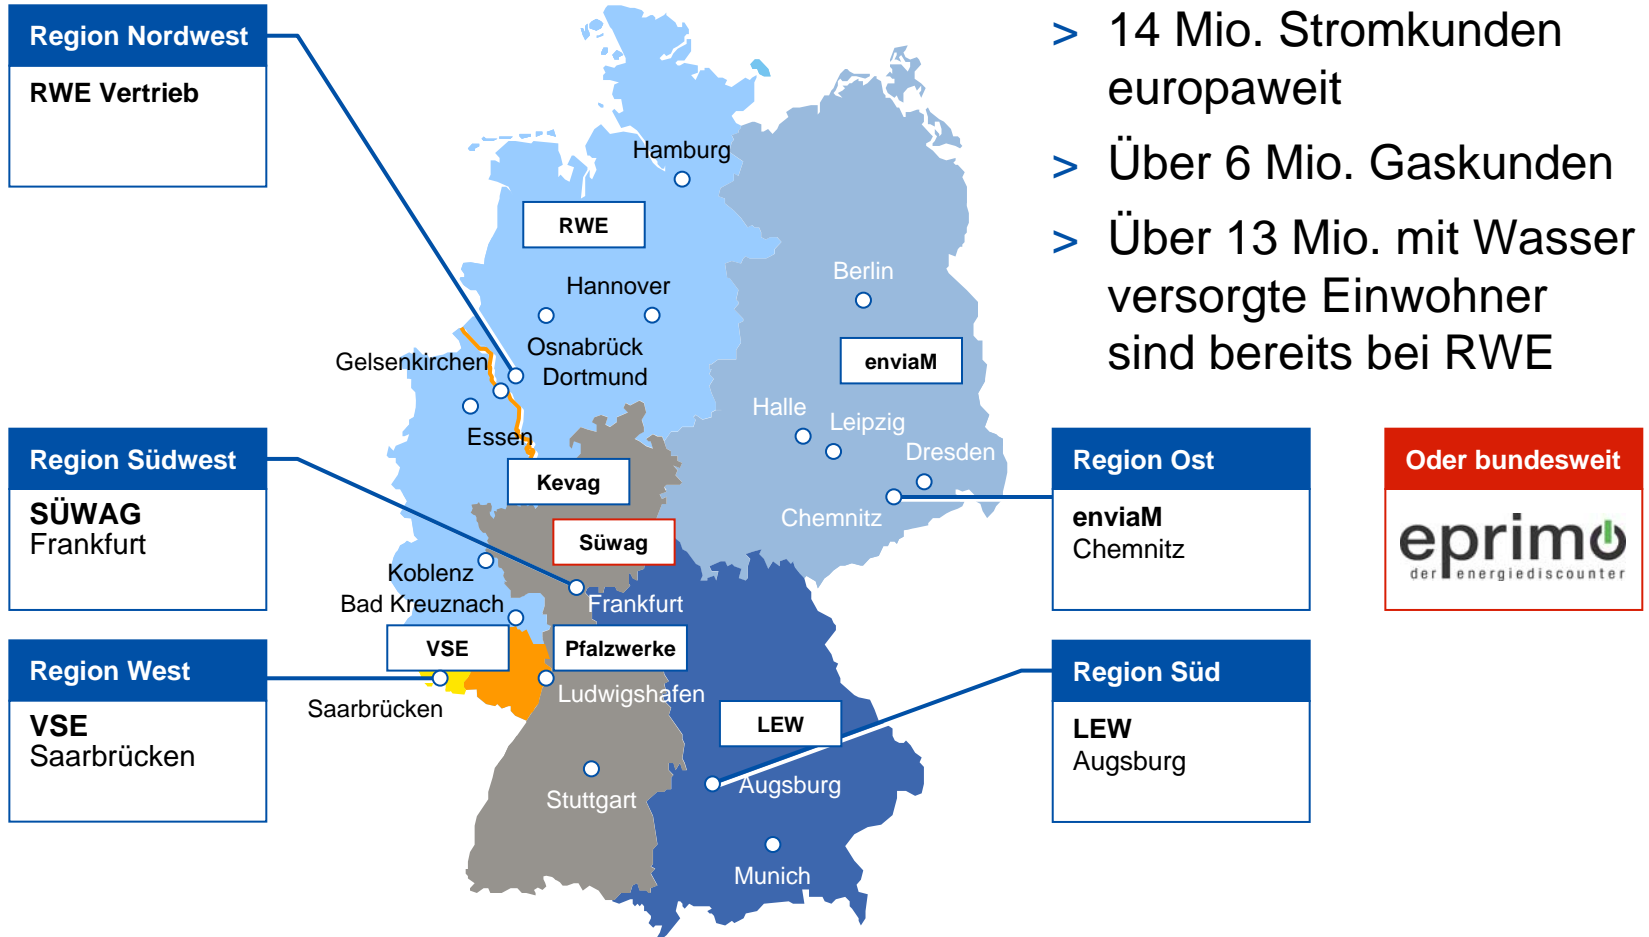 Region Nordwest
RWE Vertrieb
> 14 Mio. Stromkunden
europaweit
> Über 6 Mio. Gaskunden
> Über 13 Mio. mit Wasser
versorgte Einwohner
sind bereits bei RWE
Hamburg
RWE
Berlin
Hannover
Osnabrück
Gelsenkirchen
Dortmund
enviaM
Halle
Leipzig
Essen
Dresden
Region Südwest
SÜWAG
Frankfurt
Kevag
Chemnitz
Süwag
Region Ost
enviaM
Chemnitz
Oder bundesweit
eprimo
der energiediscounter
Koblenz
Bad Kreuznach
Frankfurt
VSE
Pfalzwerke
Region West
VSE
Saarbrücken
Saarbrücken
Ludwigshafen
LEW
Region Süd
LEW
Augsburg
Stuttgart
Augsburg
Munich